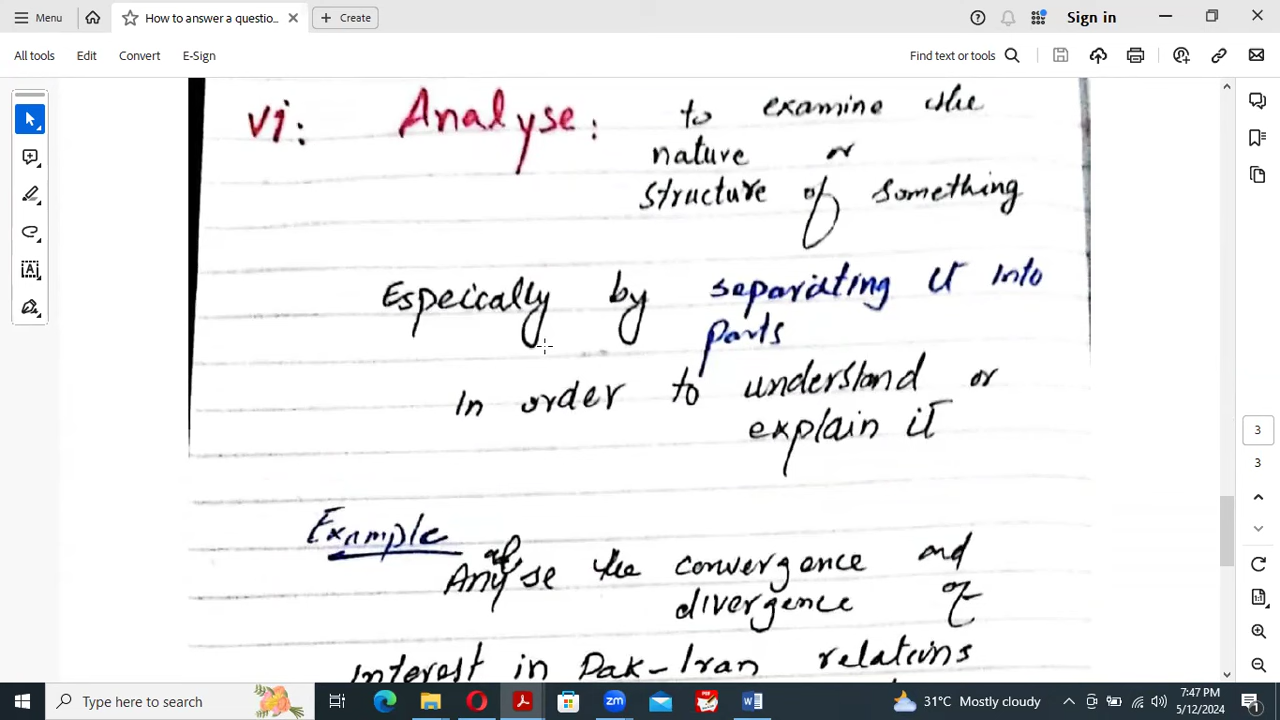 Menu
How to answer a questio...
Create
Sign in
All tools
Edit
Convert
E-Sign
Find text or tools
vi: Analyse: to examine the
nature or
structure of something
Espeically by separating it into
parts
In order to understand or
explain it
Example
Analyse the convergence and
divergence of
interest in Pak-Iran relations
3
3
Type here to search
31°C Mostly cloudy
7:47 PM
5/12/2024
1